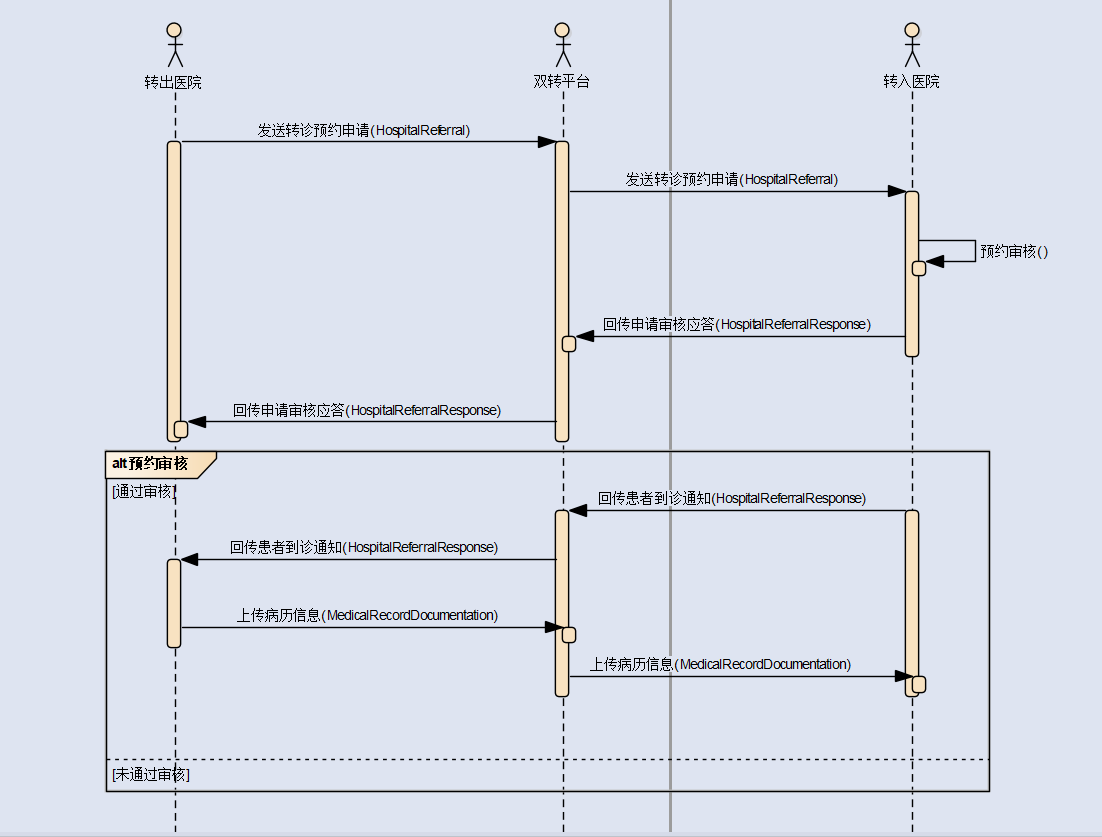 转出医院
双转平台
转入医院
发送转诊预约申请(HospitalReferral)
发送转诊预约申请(HospitalReferral)
预约审核()
回传申请审核应答(HospitalReferralResponse)
回传申请审核应答(HospitalReferralResponse)
alt 预约审核
[通过审核]
回传患者到诊通知(HospitalReferralResponse)
回传患者到诊通知(HospitalReferralResponse)
上传病历信息(MedicalRecordDocumentation)
上传病历信息(MedicalRecordDocumentation)
[未通过审核]